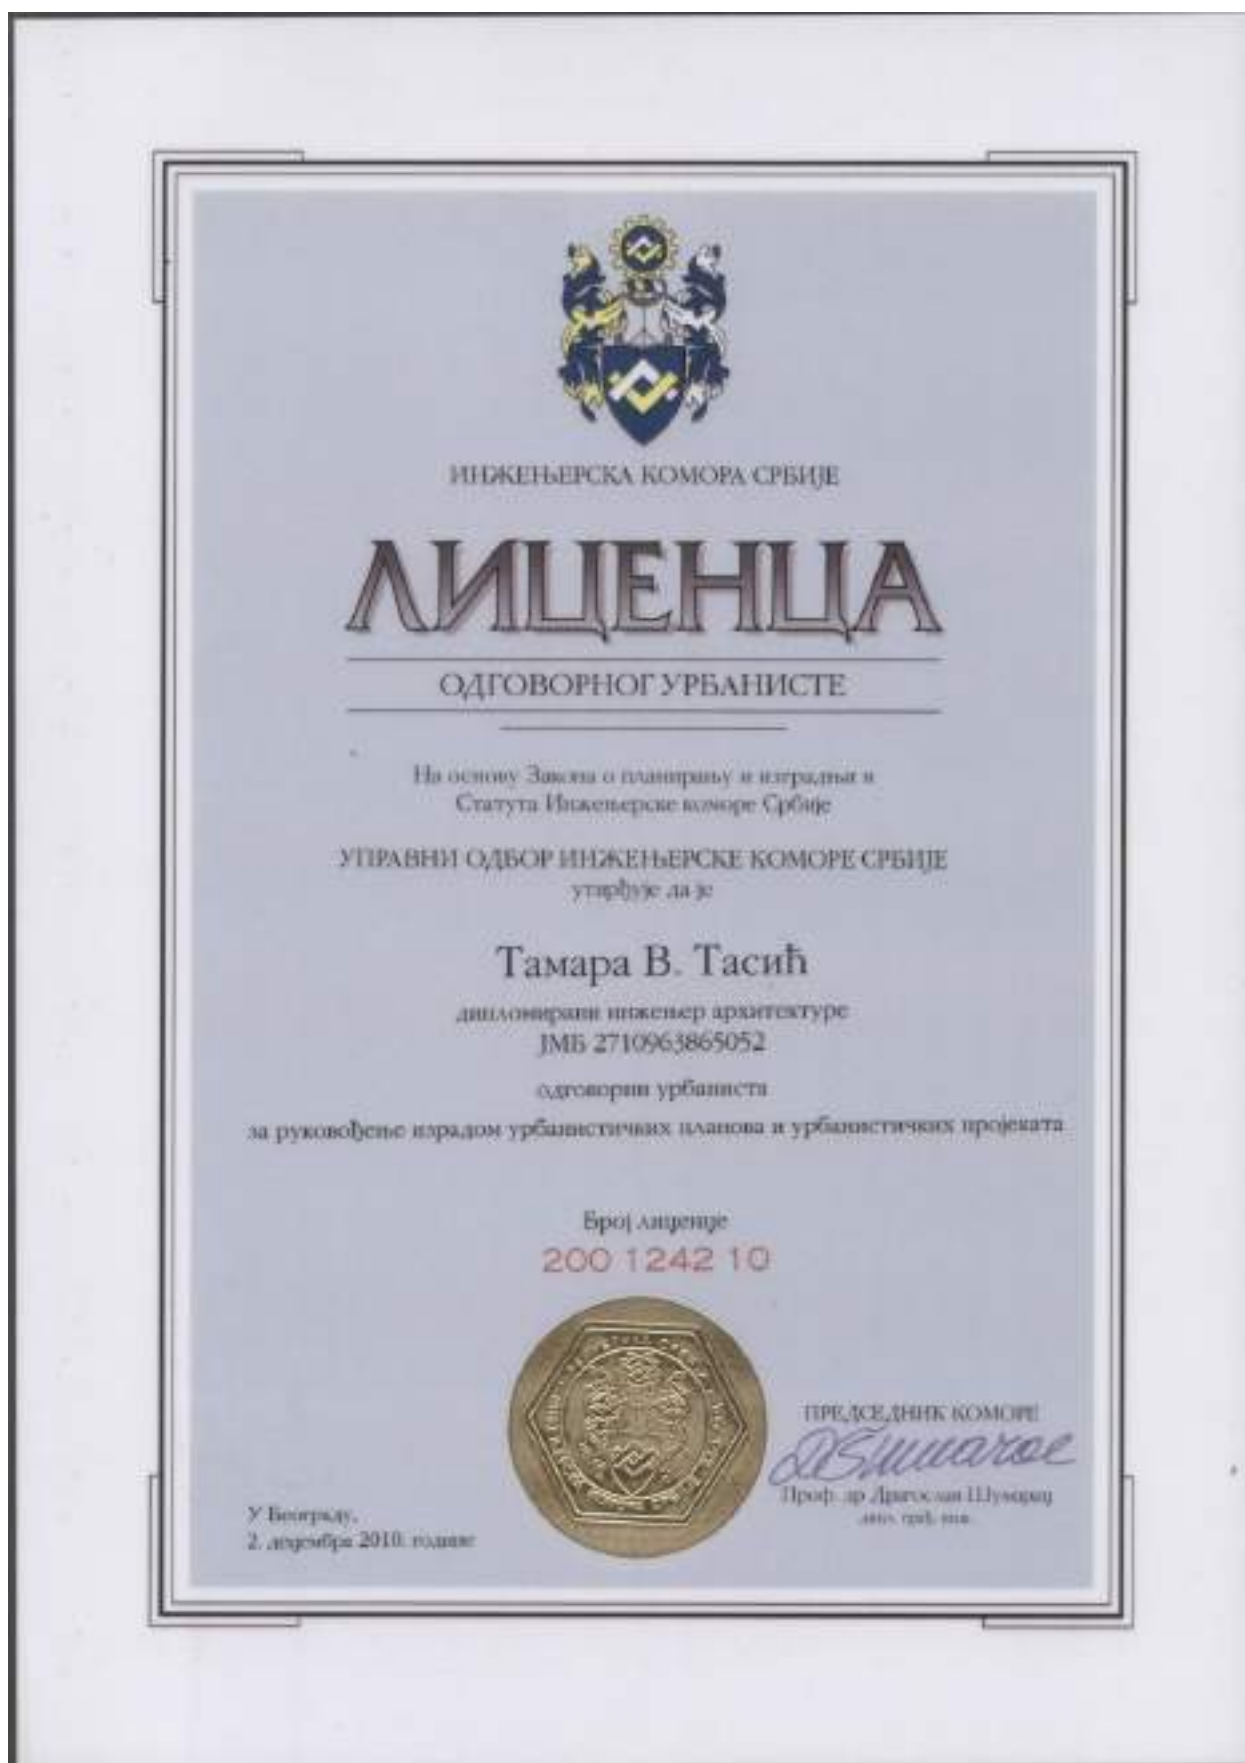 ИНЖЕЊЕРСКА КОМОРА СРБИЈЕ
ЛИЦЕНЦА
ОДГОВОРНОГ УРБАНИСТЕ
На основу Закона о планирању и изградњи и
Статута Инжењерске коморе Србије
УПРАВНИ ОДБОР ИНЖЕЊЕРСКЕ КОМОРЕ СРБИЈЕ
утврђује да је
Тамара В. Тасић
дипломирани инжењер архитектуре
ЈМБ 2710963865052
одговорни урбаниста
за руковођење израдом урбанистичких планова и урбанистичких пројеката
Број лиценце
200 1242 10
ПРЕДСЕДНИК КОМОРЕ
Проф. др Драгослав Шумарац
дипл. грађ. инж.
У Београду,
2. децембра 2010. године